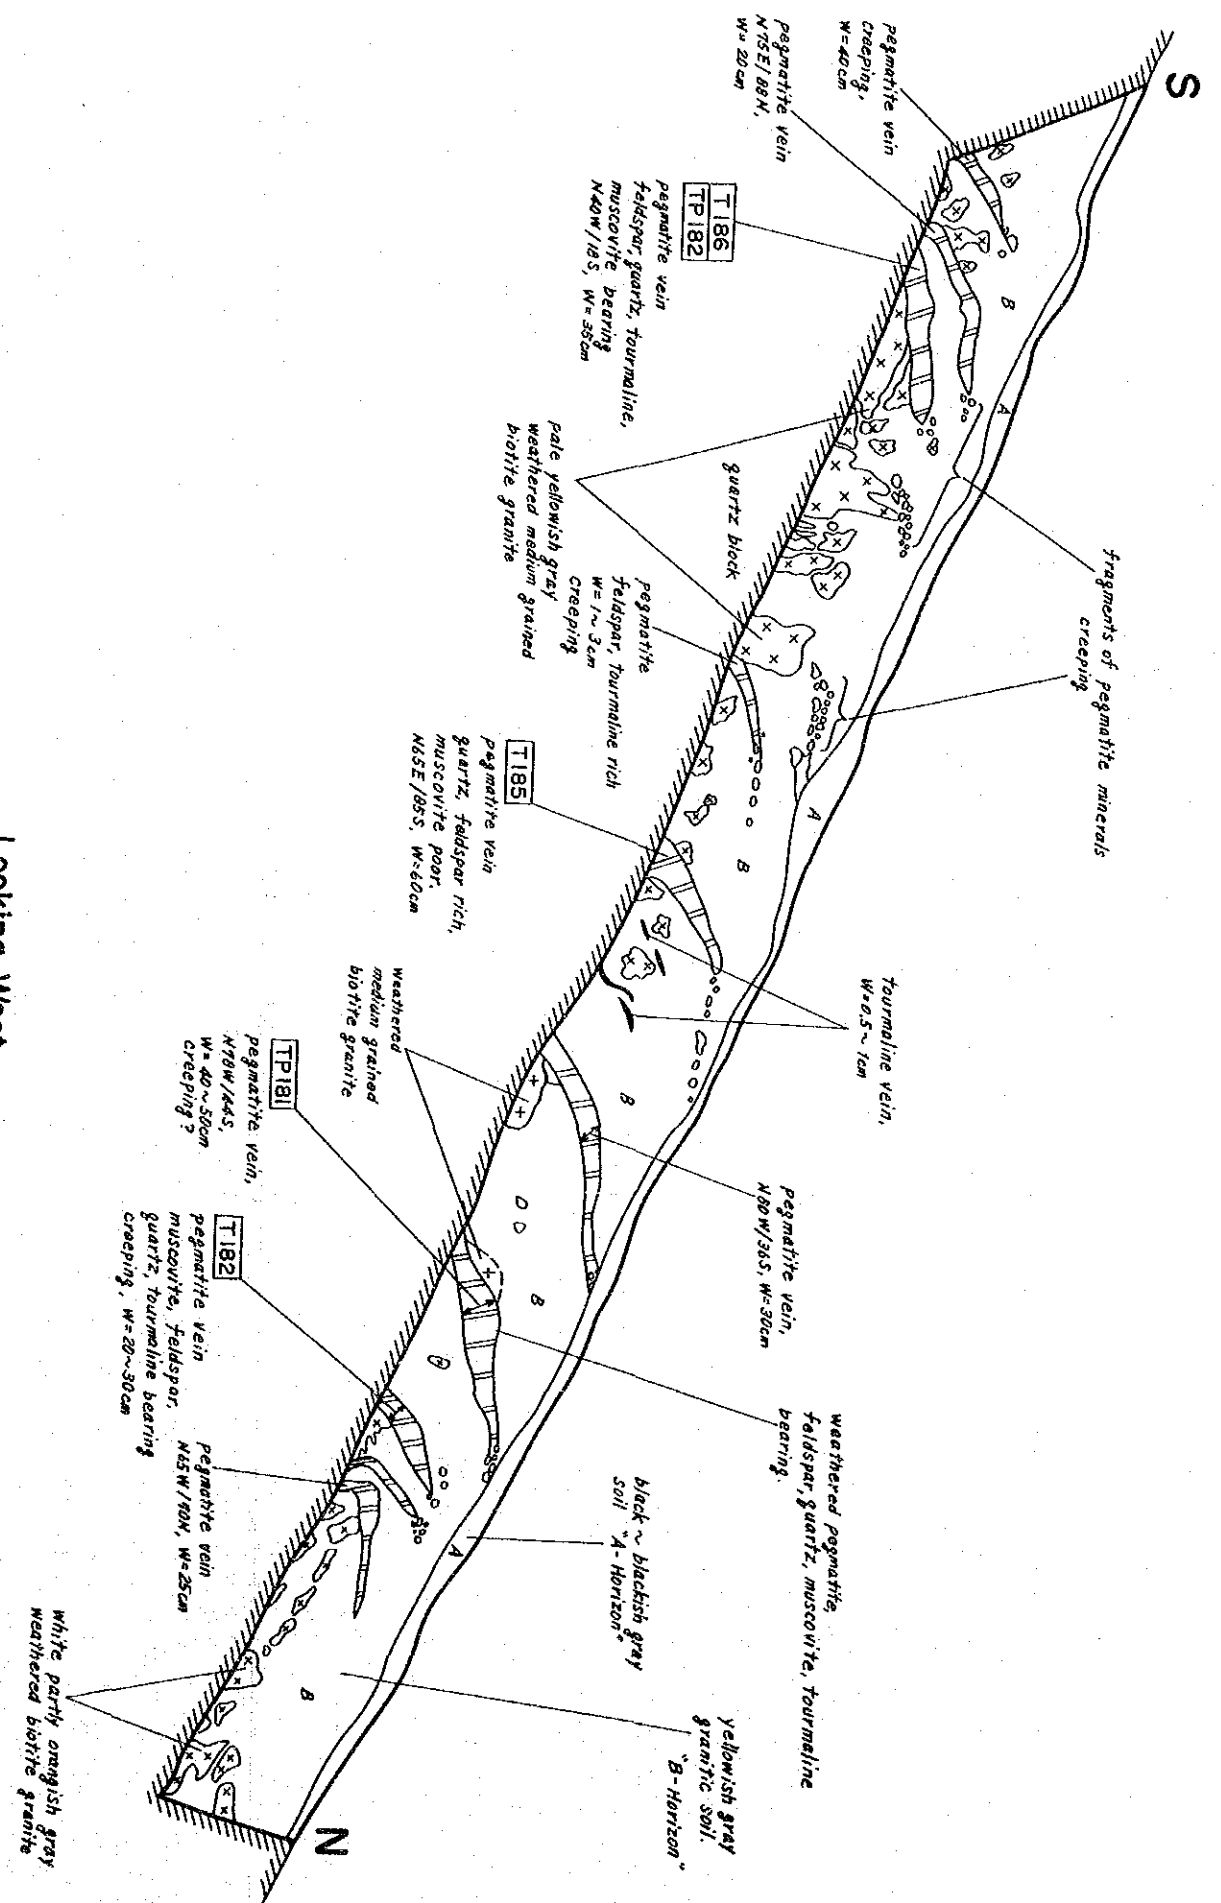 S
N
pegmatite vein
creeping,
W=40cm
pegmatite vein
N75E/88N,
W=20cm
T186
TP182
pegmatite vein
feldspar, quartz, tourmaline,
muscovite bearing
N40W/18S, W=35cm
pale yellowish gray
weathered medium grained
biotite granite
quartz block
pegmatite
feldspar, tourmaline rich
W=1~3cm
creeping
T185
pegmatite vein
quartz, feldspar rich,
muscovite poor.
N65E/85S, W=60cm
weathered
medium grained
biotite granite
TP181
pegmatite vein,
N78W/44S,
W=40~50cm
creeping?
T182
pegmatite vein
muscovite, feldspar,
quartz, tourmaline bearing
creeping, W=20~30cm
pegmatite vein
N65W/90N, W=25cm
white partly orangish gray
weathered biotite granite
fragments of pegmatite minerals
creeping
tourmaline vein,
W=0.5~1cm
pegmatite vein,
N80W/36S, W=30cm
weathered pegmatite,
feldspar, quartz, muscovite, tourmaline
bearing.
black~blackish gray
soil "A-Horizon"
yellowish gray
granitic soil.
"B-Horizon"
A
A
A
B
B
B
B
B
Looking West